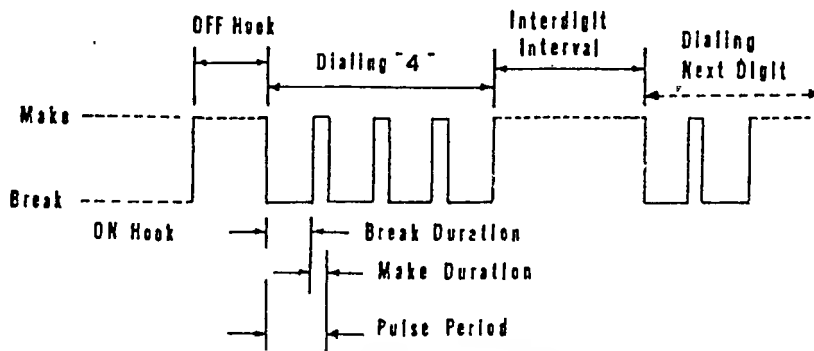 OFF Hook
Dialing "4"
Interdigit
Interval
Dialing
Next Digit
Make
Break
ON Hook
Break Duration
Make Duration
Pulse Period